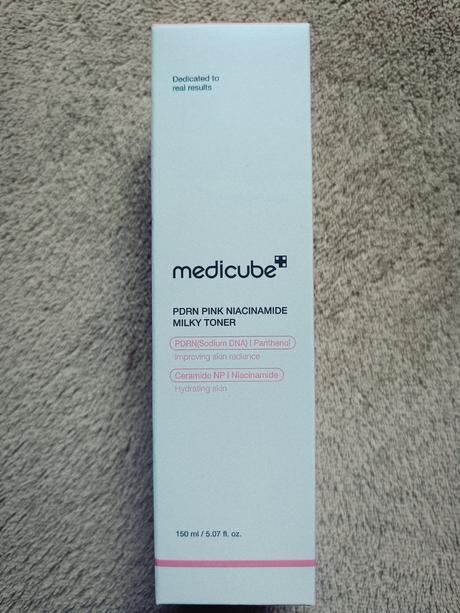 Dedicated to
real results
medicube
PDRN PINK NIACINAMIDE
MILKY TONER
PDRN(Sodium DNA) | Panthenol
Improving skin radiance
Ceramide NP | Niacinamide
Hydrating skin
150 ml / 5.07 fl. oz.